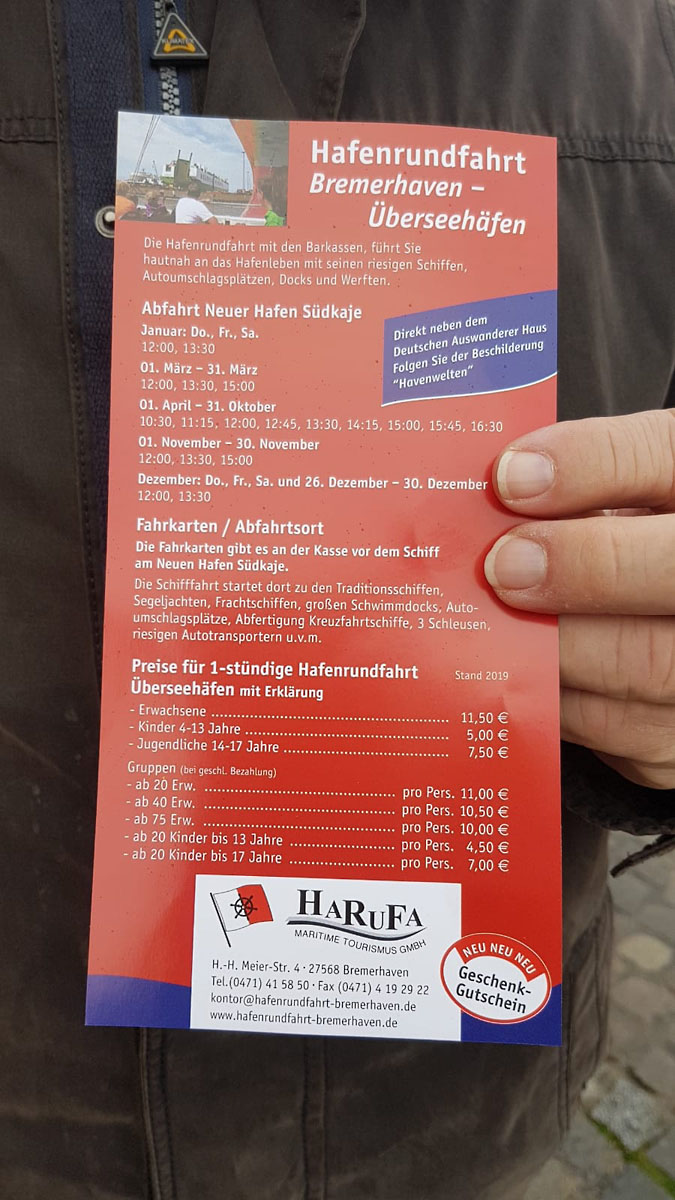 KLIMATEX
Hafenrundfahrt
Bremerhaven –
Überseehäfen
Die Hafenrundfahrt mit den Barkassen, führt Sie
hautnah an das Hafenleben mit seinen riesigen Schiffen,
Autoumschlagsplätzen, Docks und Werften.
Abfahrt Neuer Hafen Südkaje
Januar: Do., Fr., Sa.
12:00, 13:30
01. März – 31. März
12:00, 13:30, 15:00
Direkt neben dem
Deutschen Auswanderer Haus
Folgen Sie der Beschilderung
"Havenwelten"
01. April – 31. Oktober
10:30, 11:15, 12:00, 12:45, 13:30, 14:15, 15:00, 15:45, 16:30
01. November – 30. November
12:00, 13:30, 15:00
Dezember: Do., Fr., Sa. und 26. Dezember – 30. Dezember
12:00, 13:30
Fahrkarten / Abfahrtsort
Die Fahrkarten gibt es an der Kasse vor dem Schiff
am Neuen Hafen Südkaje.
Die Schifffahrt startet dort zu den Traditionsschiffen,
Segeljachten, Frachtschiffen, großen Schwimmdocks, Auto-
umschlagsplätze, Abfertigung Kreuzfahrtschiffe, 3 Schleusen,
riesigen Autotransportern u.v.m.
Preise für 1-stündige Hafenrundfahrt Stand 2019
Überseehäfen mit Erklärung
- Erwachsene ........ 11,50 €
- Kinder 4-13 Jahre ........ 5,00 €
- Jugendliche 14-17 Jahre ........ 7,50 €
Gruppen (bei geschl. Bezahlung)
- ab 20 Erw. ........ pro Pers. 11,00 €
- ab 40 Erw. ........ pro Pers. 10,50 €
- ab 75 Erw. ........ pro Pers. 10,00 €
- ab 20 Kinder bis 13 Jahre ........ pro Pers. 4,50 €
- ab 20 Kinder bis 17 Jahre ........ pro Pers. 7,00 €
HARUFA
MARITIME TOURISMUS GMBH
H.-H. Meier-Str. 4 · 27568 Bremerhaven
Tel.(0471) 41 58 50 · Fax (0471) 4 19 29 22
kontor@hafenrundfahrt-bremerhaven.de
www.hafenrundfahrt-bremerhaven.de
NEU NEU NEU
Geschenk-
Gutschein